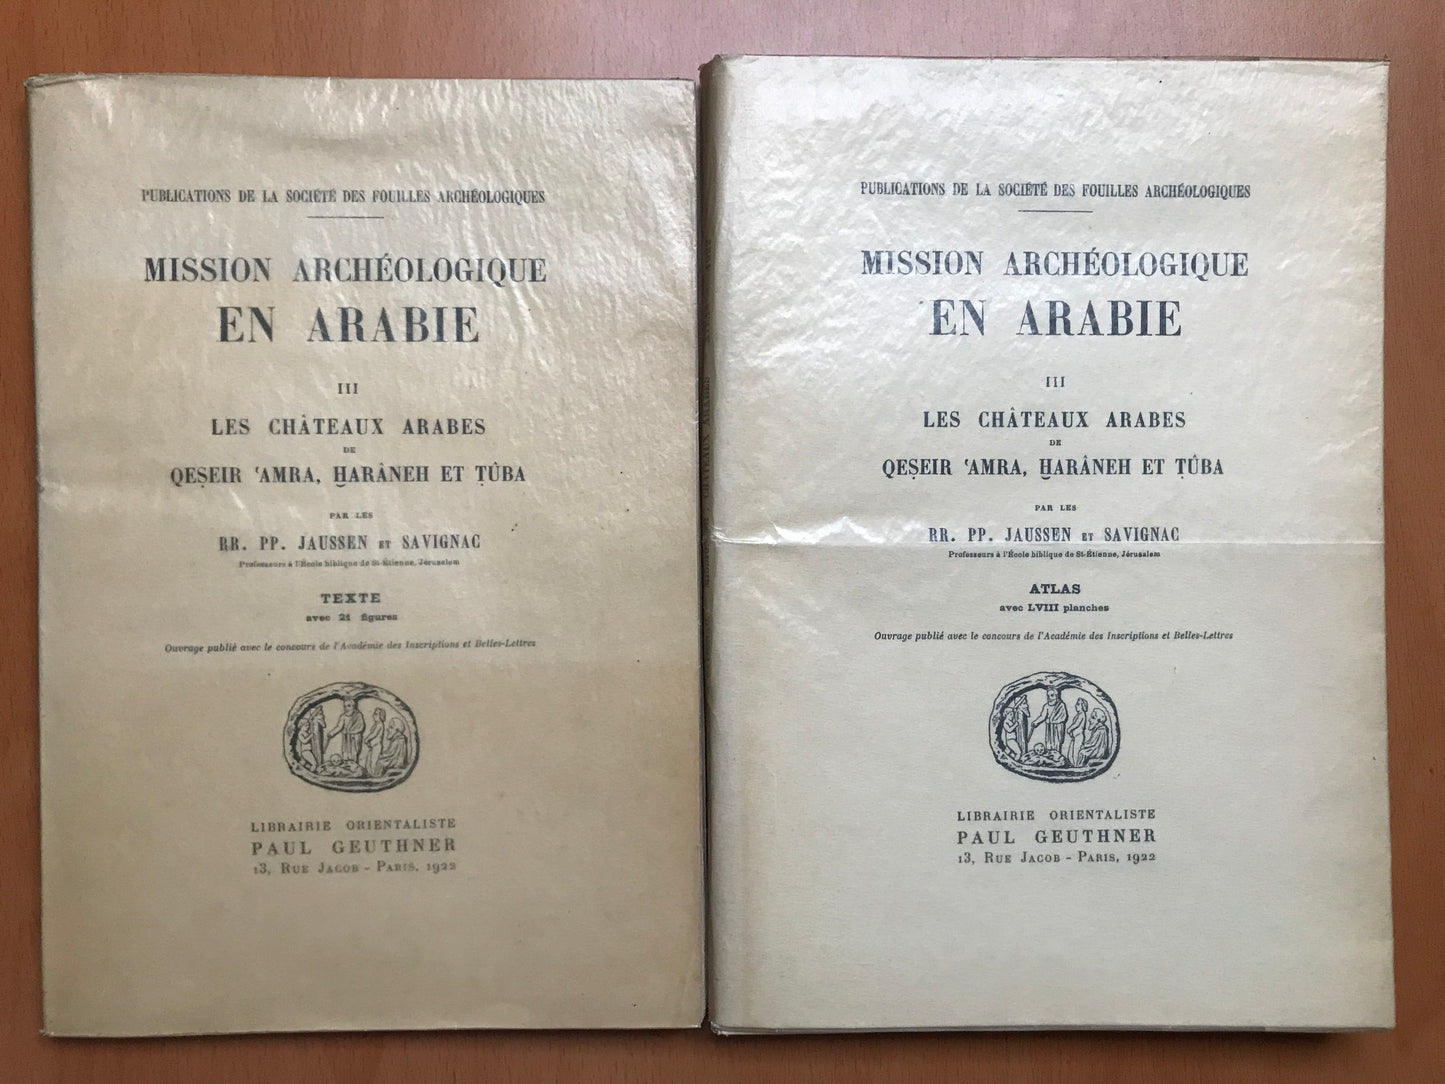 PUBLICATIONS DE LA SOCIÉTÉ DES FOUILLES ARCHÉOLOGIQUES
MISSION ARCHÉOLOGIQUE
EN ARABIE
III
LES CHÂTEAUX ARABES
DE
QEṢEIR ʿAMRA, ḪARÂNEH ET ṬÛBA
PAR LES
RR. PP. JAUSSEN ET SAVIGNAC
Professeurs à l'École biblique de St-Étienne, Jérusalem
TEXTE
avec 21 figures
Ouvrage publié avec le concours de l'Académie des Inscriptions et Belles-Lettres
LIBRAIRIE ORIENTALISTE
PAUL GEUTHNER
13, RUE JACOB - PARIS, 1922
PUBLICATIONS DE LA SOCIÉTÉ DES FOUILLES ARCHÉOLOGIQUES
MISSION ARCHÉOLOGIQUE
EN ARABIE
III
LES CHÂTEAUX ARABES
DE
QEṢEIR ʿAMRA, ḪARÂNEH ET ṬÛBA
PAR LES
RR. PP. JAUSSEN ET SAVIGNAC
Professeurs à l'École biblique de St-Étienne, Jérusalem
ATLAS
avec LVIII planches
Ouvrage publié avec le concours de l'Académie des Inscriptions et Belles-Lettres
LIBRAIRIE ORIENTALISTE
PAUL GEUTHNER
13, RUE JACOB - PARIS, 1922